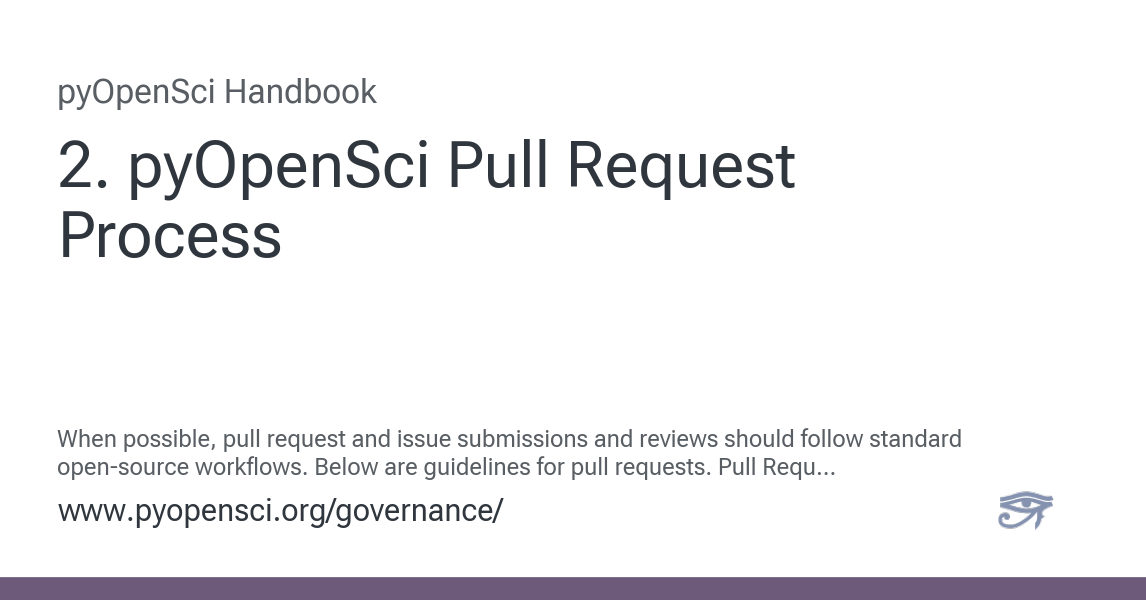 pyOpenSci Handbook
2. pyOpenSci Pull Request
Process
When possible, pull request and issue submissions and reviews should follow standard
open-source workflows. Below are guidelines for pull requests. Pull Requ...
www.pyopensci.org/governance/